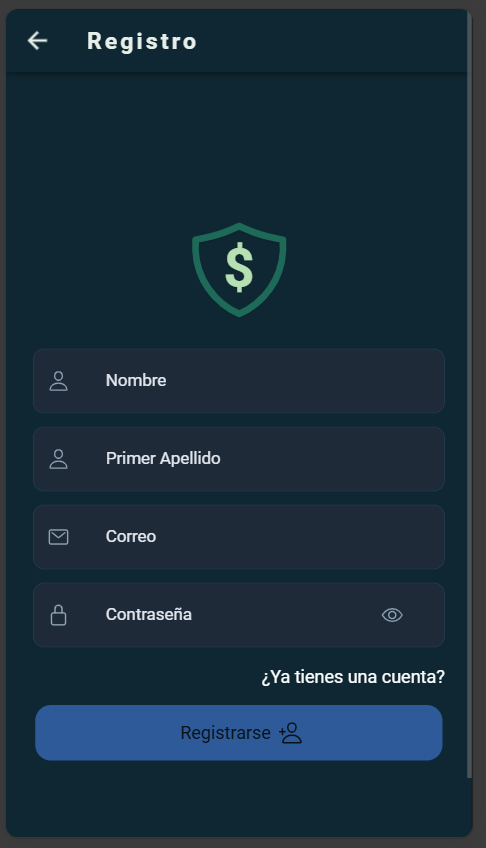 Registro
$
Nombre
Primer Apellido
Correo
Contraseña
¿Ya tienes una cuenta?
Registrarse